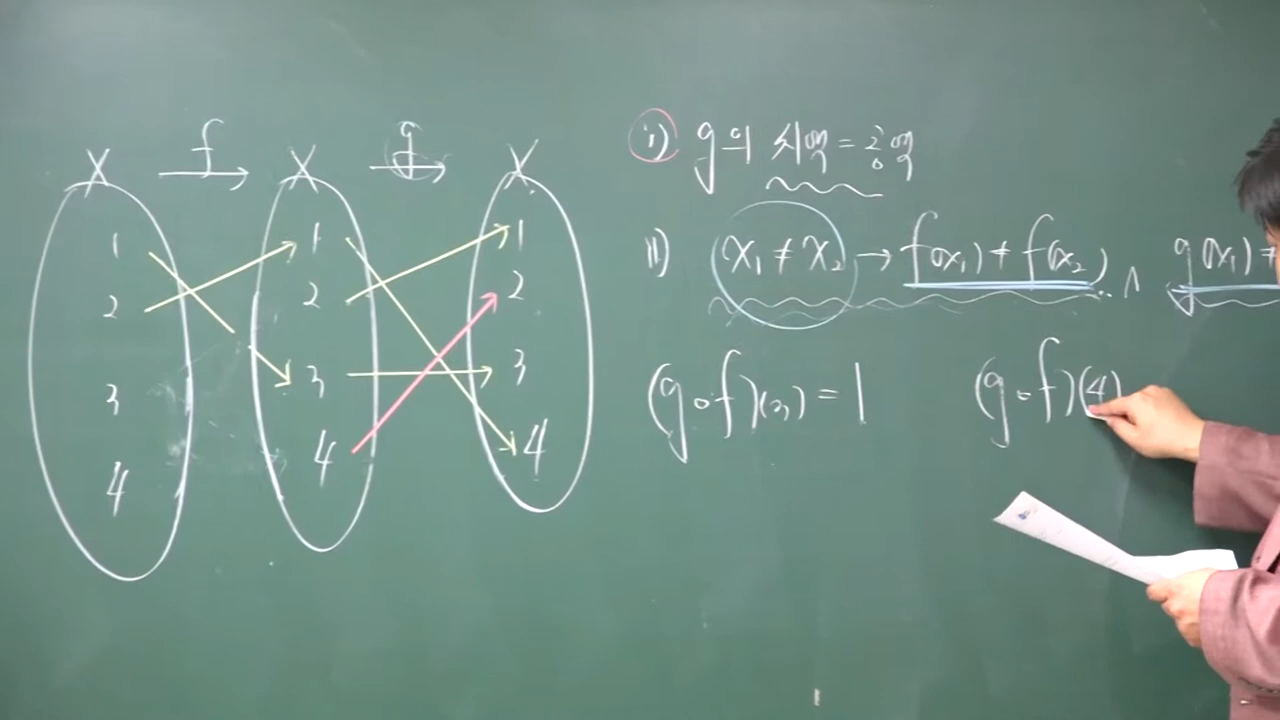 X f X g X
1 1 1
2 2 2
3 3 3
4 4 4
i) g의 치역 = 공역
ii) x₁ ≠ x₂ → f(x₁) ≠ f(x₂) ∧ g(x₁) ≠
(g∘f)(3) = 1 (g∘f)(4)